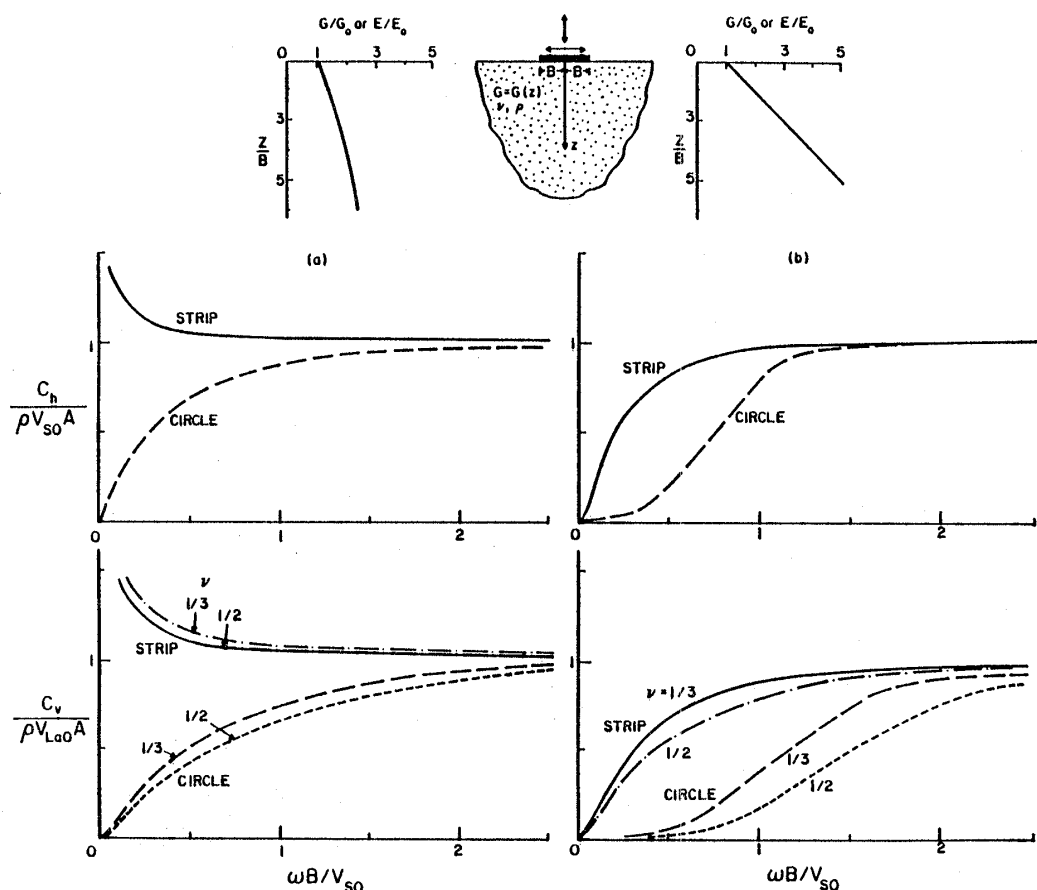 G/G₀ or E/E₀
0 1 3 5
3
5
Z/B
B B
G=G(z)
ν, ρ
z
G/G₀ or E/E₀
0 1 3 5
3
5
Z/B
(a)
STRIP
1
CIRCLE
C_h / ρV_SO A
0 1 2
(b)
STRIP
1
CIRCLE
0 1 2
ν
1/3
1/2
STRIP
1
C_v / ρV_LaO A
1/2
1/3
CIRCLE
0 1 2
ωB/V_SO
1
ν=1/3
STRIP
1/2
CIRCLE
1/3
1/2
0 1 2
ωB/V_SO